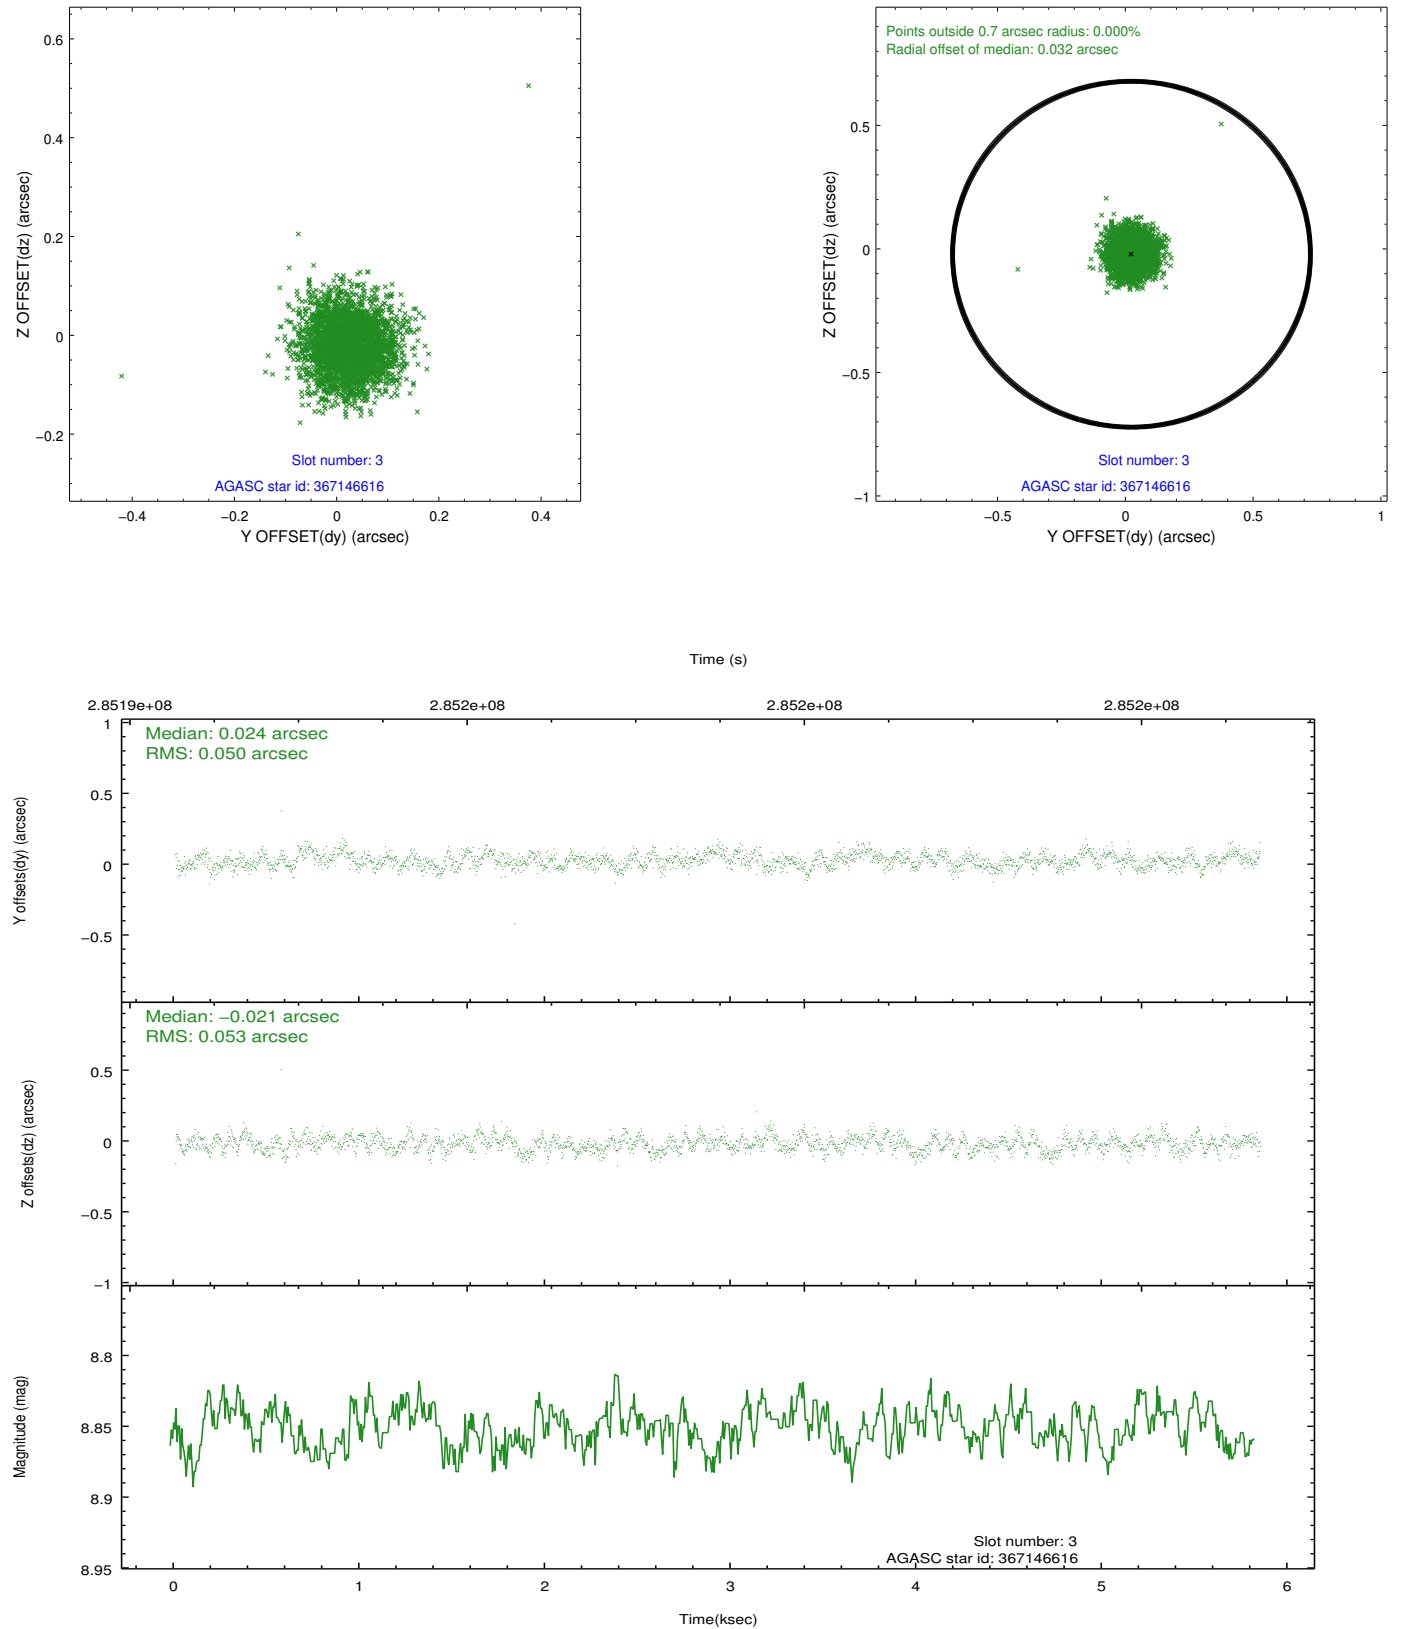 0.6
0.4
0.2
0
−0.2
Z OFFSET(dz) (arcsec)
Slot number: 3
AGASC star id: 367146616
−0.4 −0.2 0 0.2 0.4
Y OFFSET(dy) (arcsec)
Points outside 0.7 arcsec radius: 0.000%
Radial offset of median: 0.032 arcsec
0.5
0
−0.5
−1
Z OFFSET(dz) (arcsec)
Slot number: 3
AGASC star id: 367146616
−0.5 0 0.5 1
Y OFFSET(dy) (arcsec)
Time (s)
2.8519e+08 2.852e+08 2.852e+08 2.852e+08
Median: 0.024 arcsec
RMS: 0.050 arcsec
1
0.5
0
−0.5
Y offsets(dy) (arcsec)
Median: −0.021 arcsec
RMS: 0.053 arcsec
0.5
0
−0.5
−1
Z offsets(dz) (arcsec)
8.8
8.85
8.9
8.95
Magnitude (mag)
Slot number: 3
AGASC star id: 367146616
0 1 2 3 4 5 6
Time(ksec)